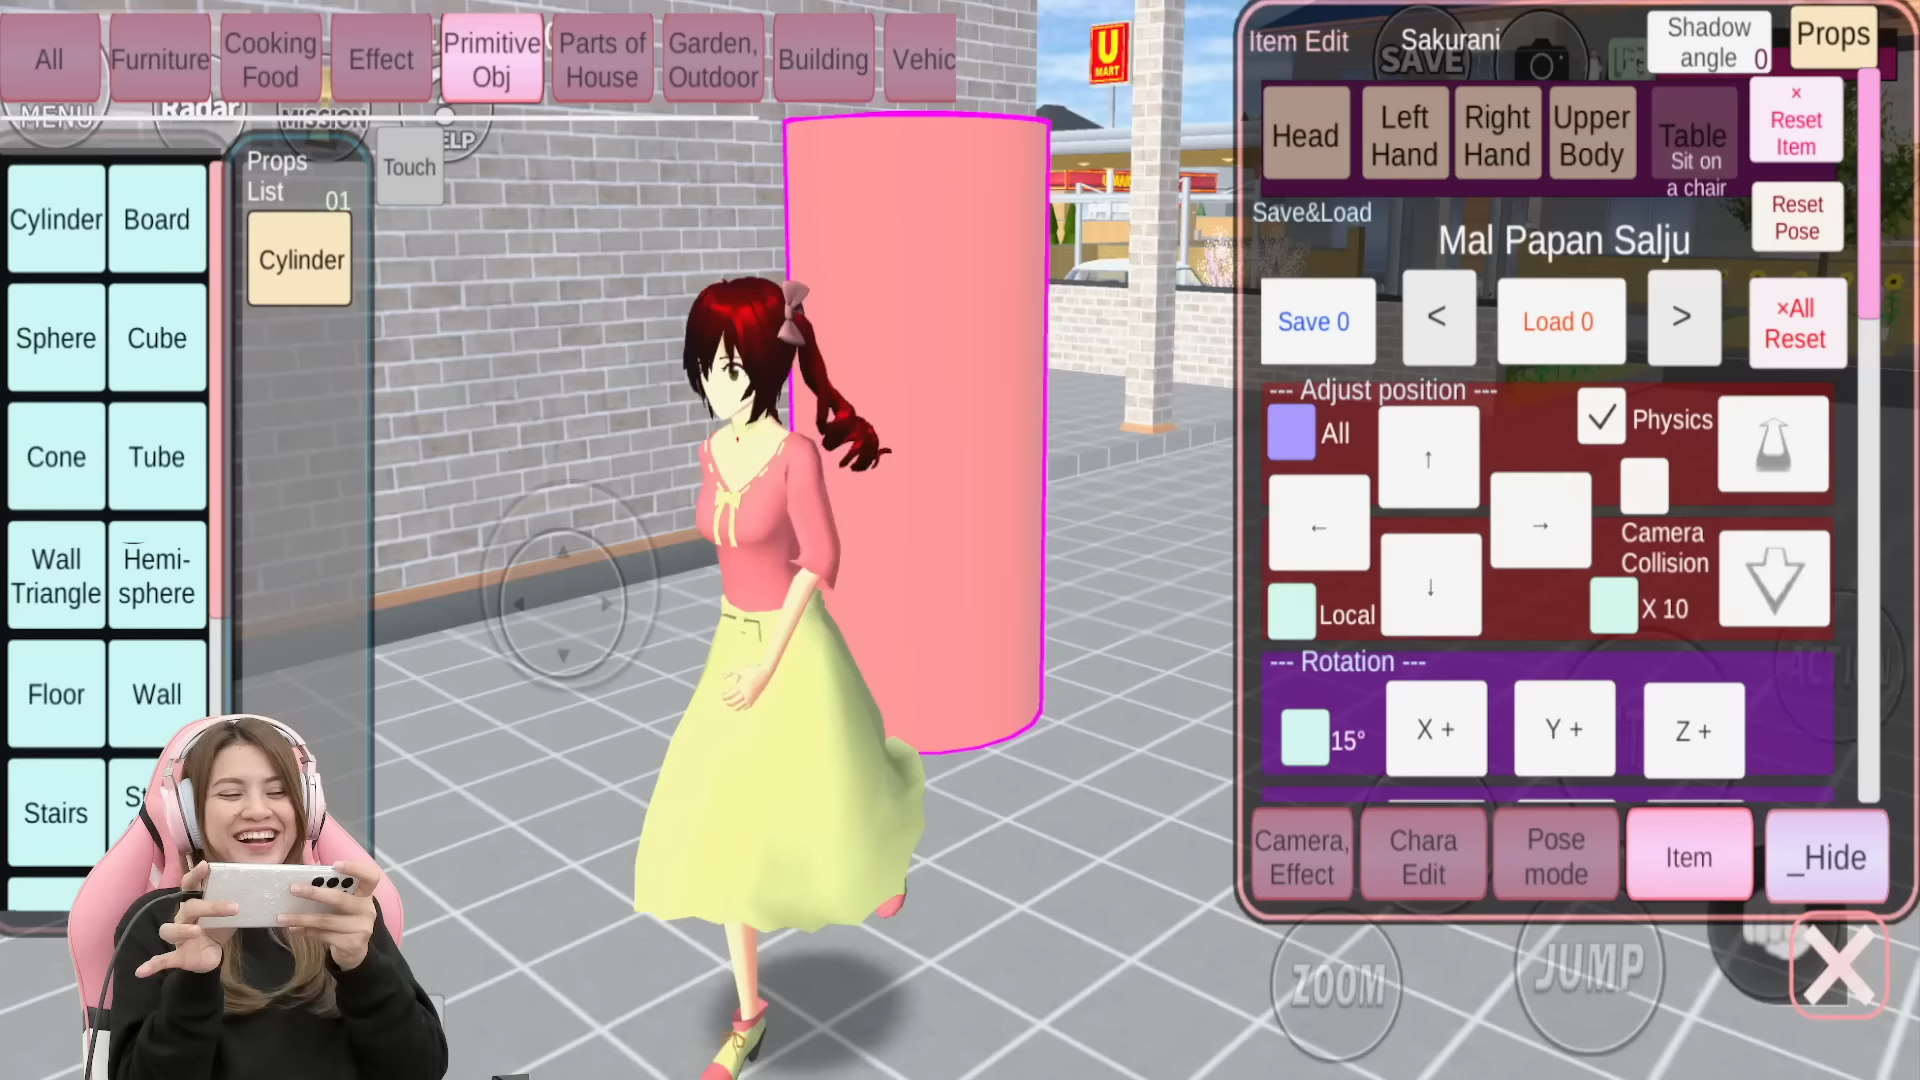 All
Furniture
Cooking
Food
Effect
Primitive
Obj
Parts of
House
Garden,
Outdoor
Building
Vehic
MENU
Radar
MISSION
ELP
Touch
Cylinder
Board
Sphere
Cube
Cone
Tube
Wall
Triangle
Hemi-
sphere
Floor
Wall
Stairs
Props
List
01
Cylinder
U
MART
Item Edit
Sakurani
SAVE
Shadow
angle 0
Props
Head
Left
Hand
Right
Hand
Upper
Body
Table
Sit on
a chair
×
Reset
Item
Save&Load
Mal Papan Salju
Reset
Pose
Save 0
<
Load 0
>
×All
Reset
--- Adjust position ---
All
↑
✓
Physics
←
→
Camera
Collision
Local
↓
X 10
--- Rotation ---
15°
X +
Y +
Z +
ACTION
Camera,
Effect
Chara
Edit
Pose
mode
Item
_Hide
ZOOM
JUMP